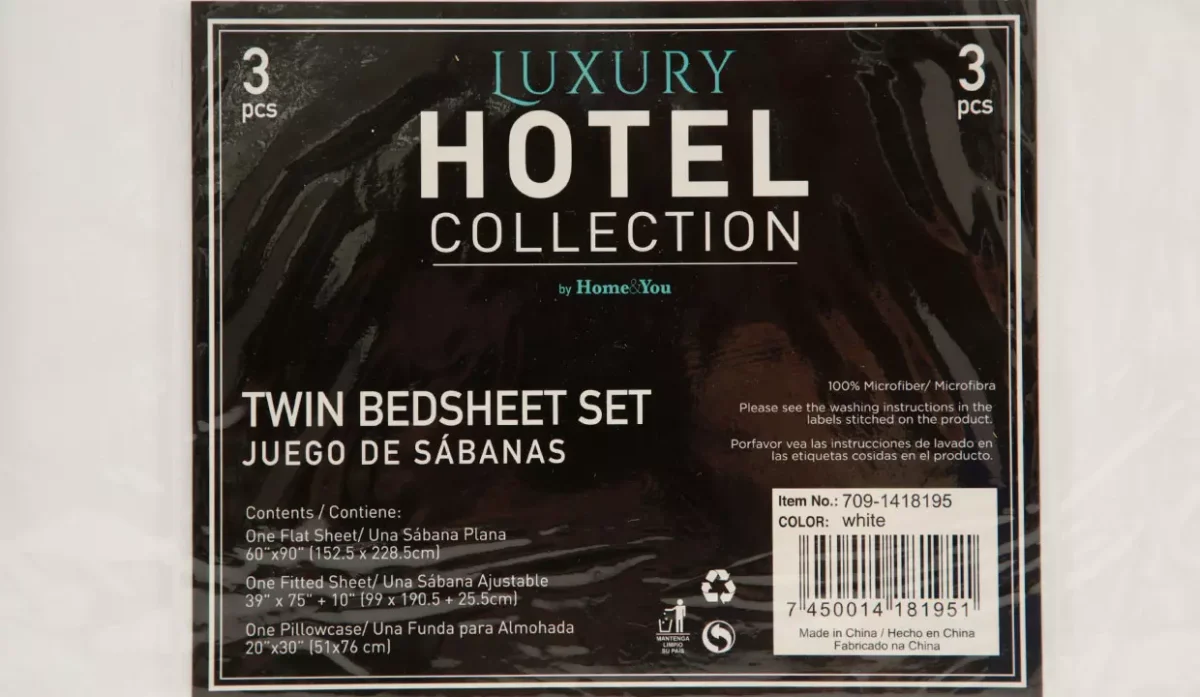 3
pcs
LUXURY
HOTEL
COLLECTION
by Home&You
3
pcs
TWIN BEDSHEET SET
JUEGO DE SÁBANAS
Contents / Contiene:
One Flat Sheet/ Una Sábana Plana
60"x90" (152.5 x 228.5cm)
One Fitted Sheet/ Una Sábana Ajustable
39" x 75" + 10" (99 x 190.5 + 25.5cm)
One Pillowcase/ Una Funda para Almohada
20"x30" (51x76 cm)
MANTENGA
LIMPIO
SU PAIS
100% Microfiber/ Microfibra
Please see the washing instructions in the
labels stitched on the product.
Porfavor vea las instrucciones de lavado en
las etiquetas cosidas en el producto.
Item No.: 709-1418195
COLOR: white
7 450014 181951
Made in China / Hecho en China
Fabricado na China